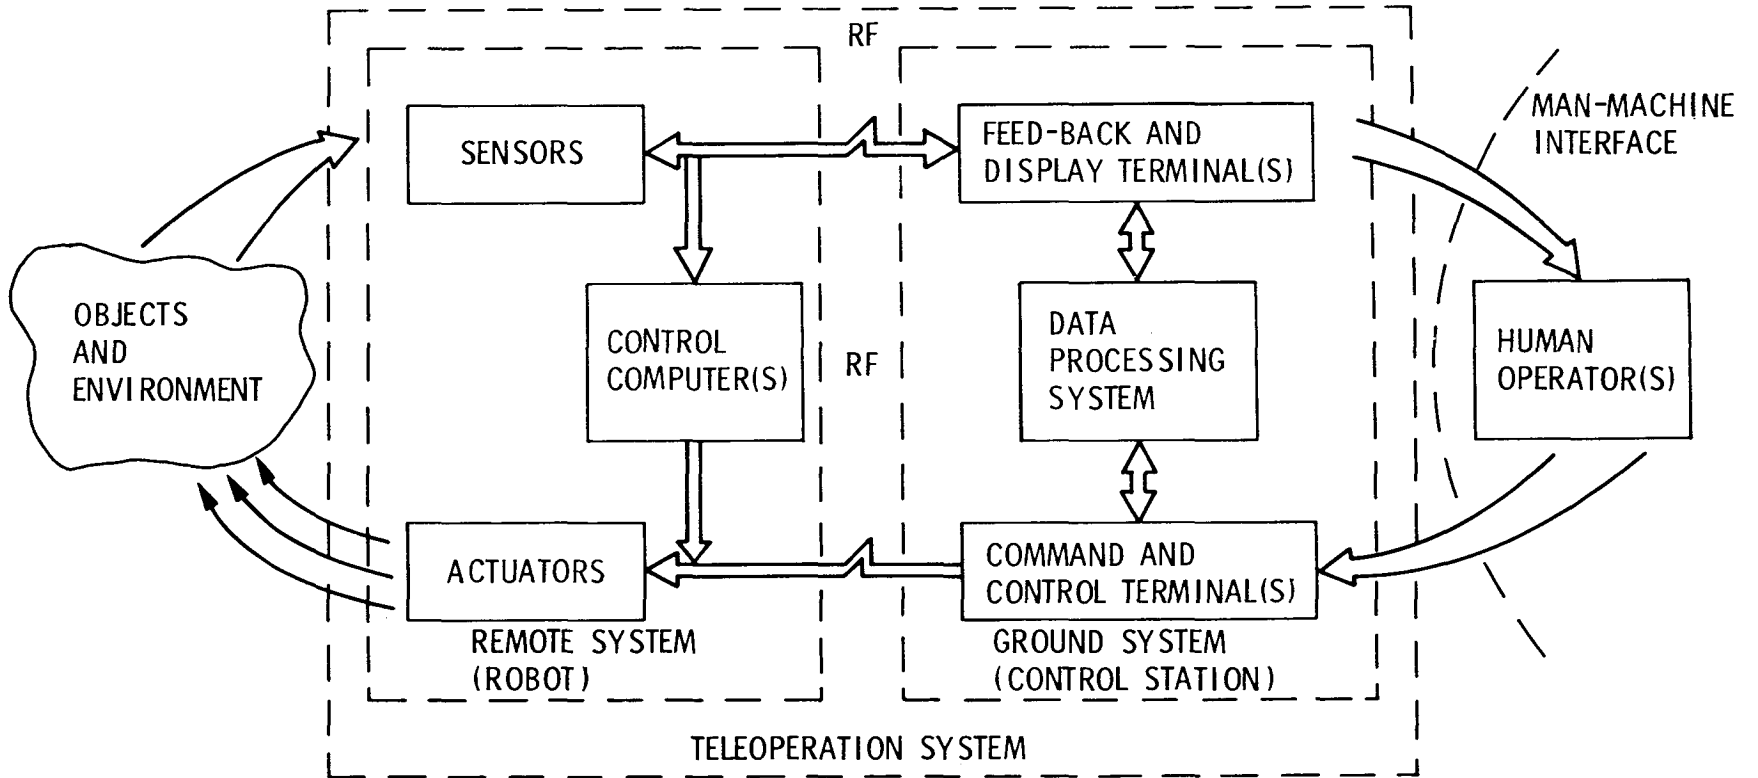 RF
SENSORS
FEED-BACK AND
DISPLAY TERMINAL(S)
MAN-MACHINE
INTERFACE
OBJECTS
AND
ENVIRONMENT
CONTROL
COMPUTER(S)
RF
DATA
PROCESSING
SYSTEM
HUMAN
OPERATOR(S)
ACTUATORS
COMMAND AND
CONTROL TERMINAL(S)
REMOTE SYSTEM
(ROBOT)
GROUND SYSTEM
(CONTROL STATION)
TELEOPERATION SYSTEM